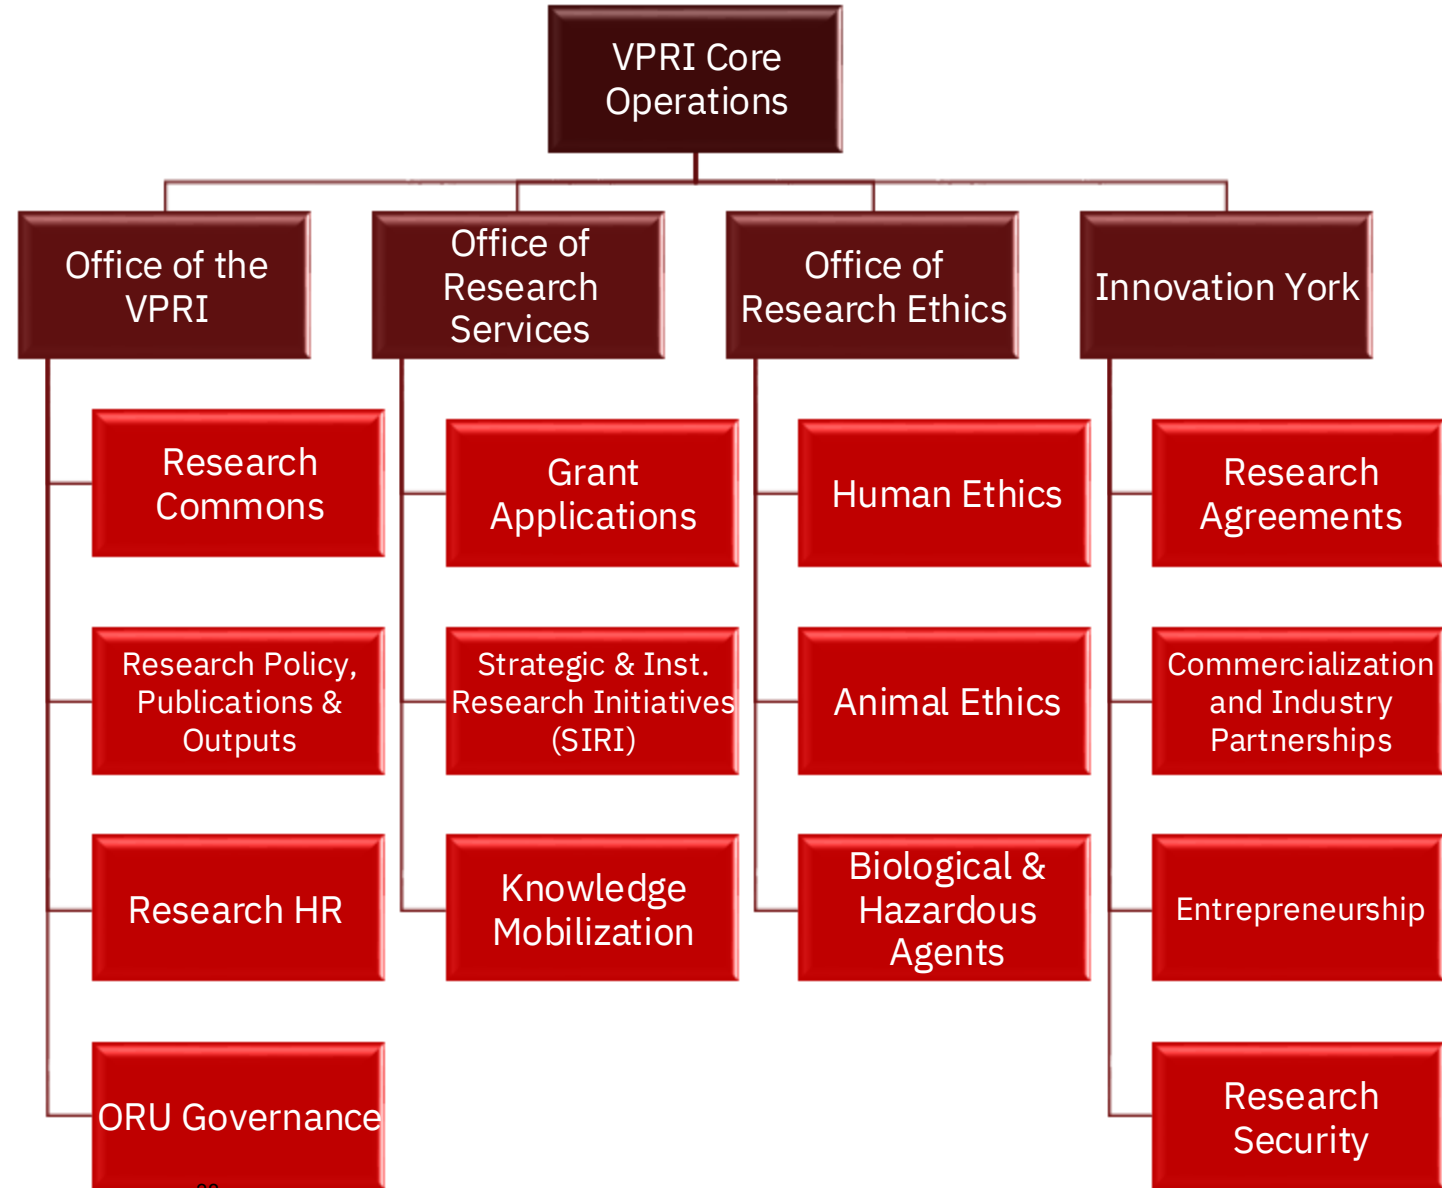 VPRI Core
Operations
Office of the
VPRI
Office of
Research
Services
Office of
Research Ethics
Innovation York
Research
Commons
Research Policy,
Publications &
Outputs
Research HR
ORU Governance
Grant
Applications
Strategic & Inst.
Research Initiatives
(SIRI)
Knowledge
Mobilization
Human Ethics
Animal Ethics
Biological &
Hazardous
Agents
Research
Agreements
Commercialization
and Industry
Partnerships
Entrepreneurship
Research
Security